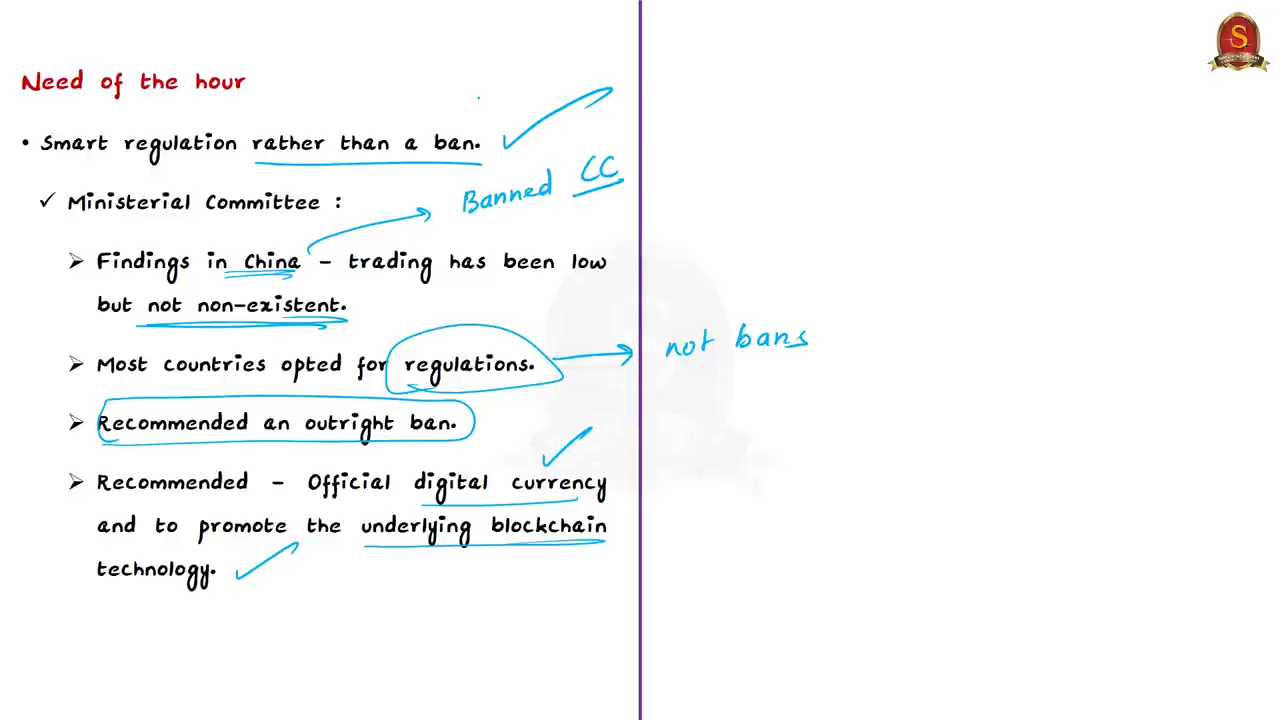 Need of the hour
• Smart regulation rather than a ban.
Banned CC
✓ Ministerial Committee :
➤ Findings in China – trading has been low
but not non-existent.
➤ Most countries opted for regulations.
not bans
➤ Recommended an outright ban.
➤ Recommended – Official digital currency
and to promote the underlying blockchain
technology.
S